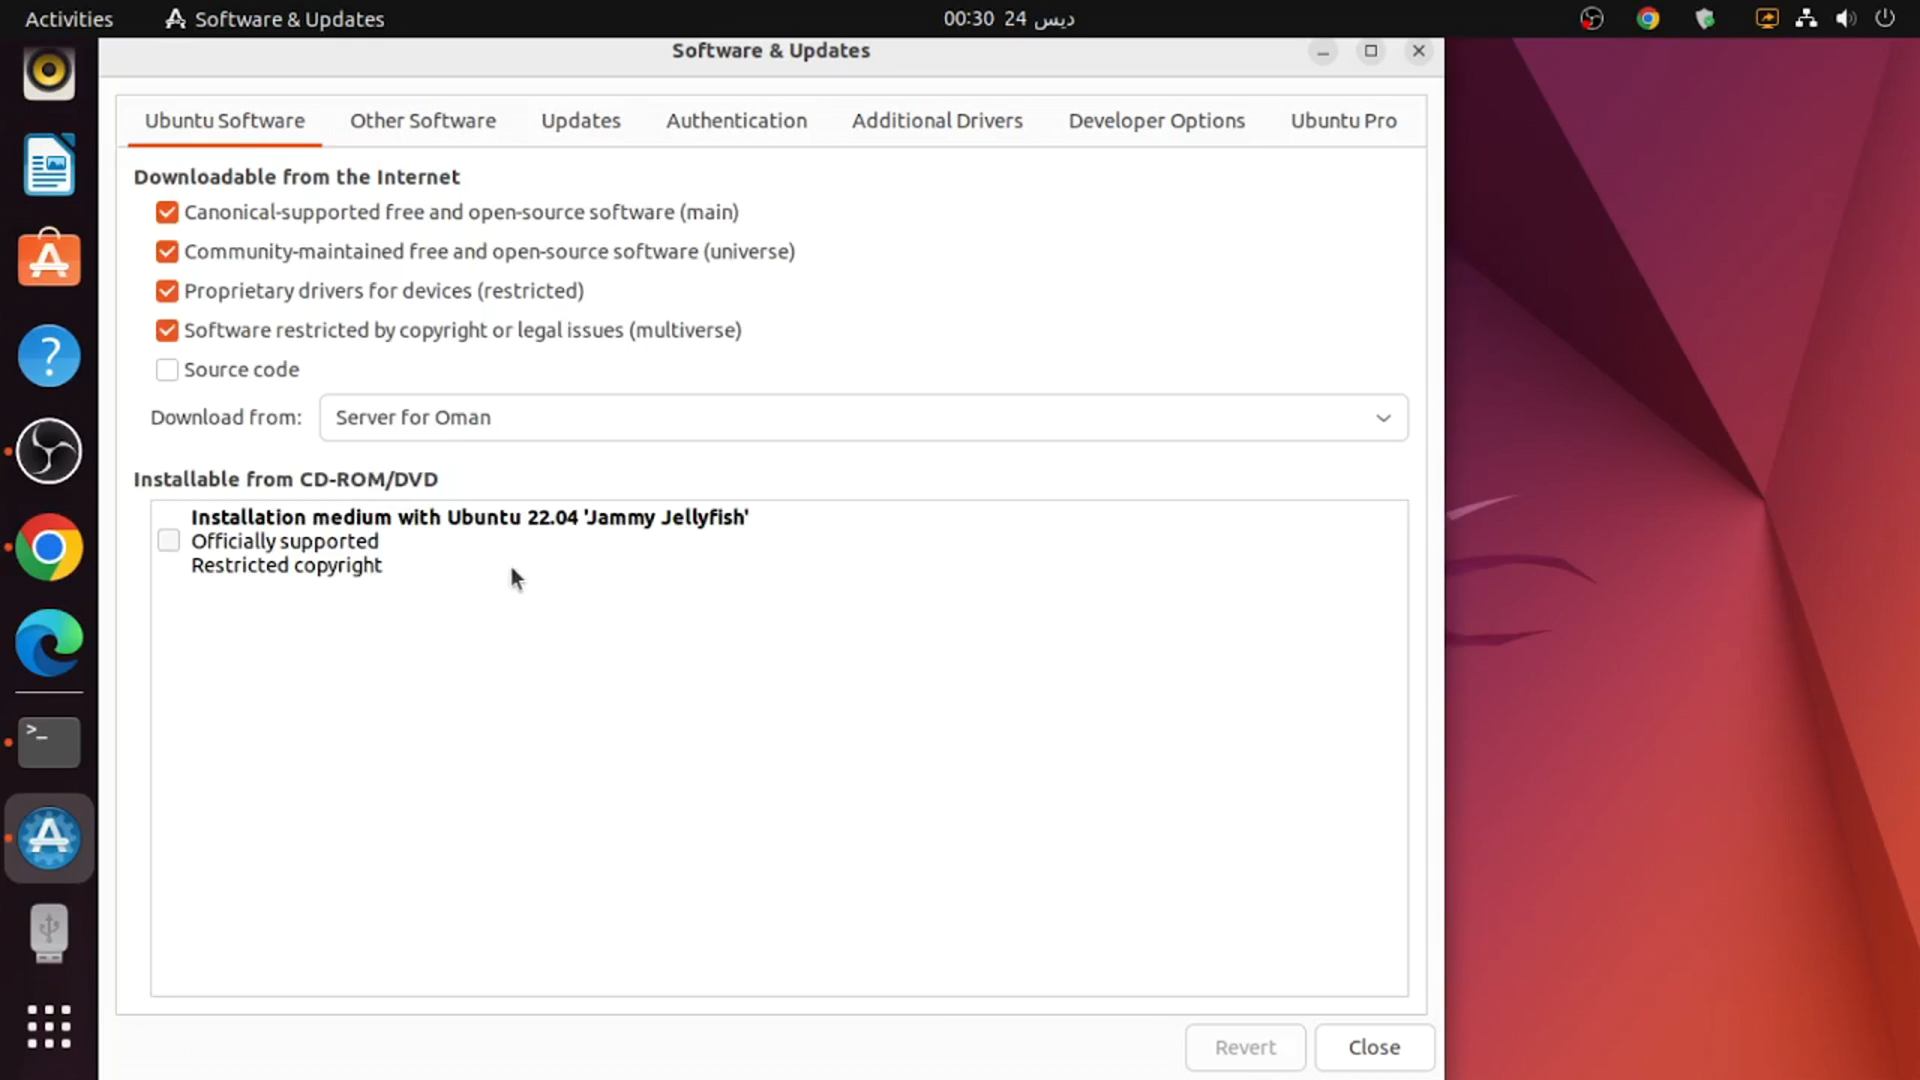 Activities
Software & Updates
00:30 24 ديس
Software & Updates
Ubuntu Software
Other Software
Updates
Authentication
Additional Drivers
Developer Options
Ubuntu Pro
Downloadable from the Internet
Canonical-supported free and open-source software (main)
Community-maintained free and open-source software (universe)
Proprietary drivers for devices (restricted)
Software restricted by copyright or legal issues (multiverse)
Source code
Download from: Server for Oman
Installable from CD-ROM/DVD
Installation medium with Ubuntu 22.04 'Jammy Jellyfish'
Officially supported
Restricted copyright
Revert
Close